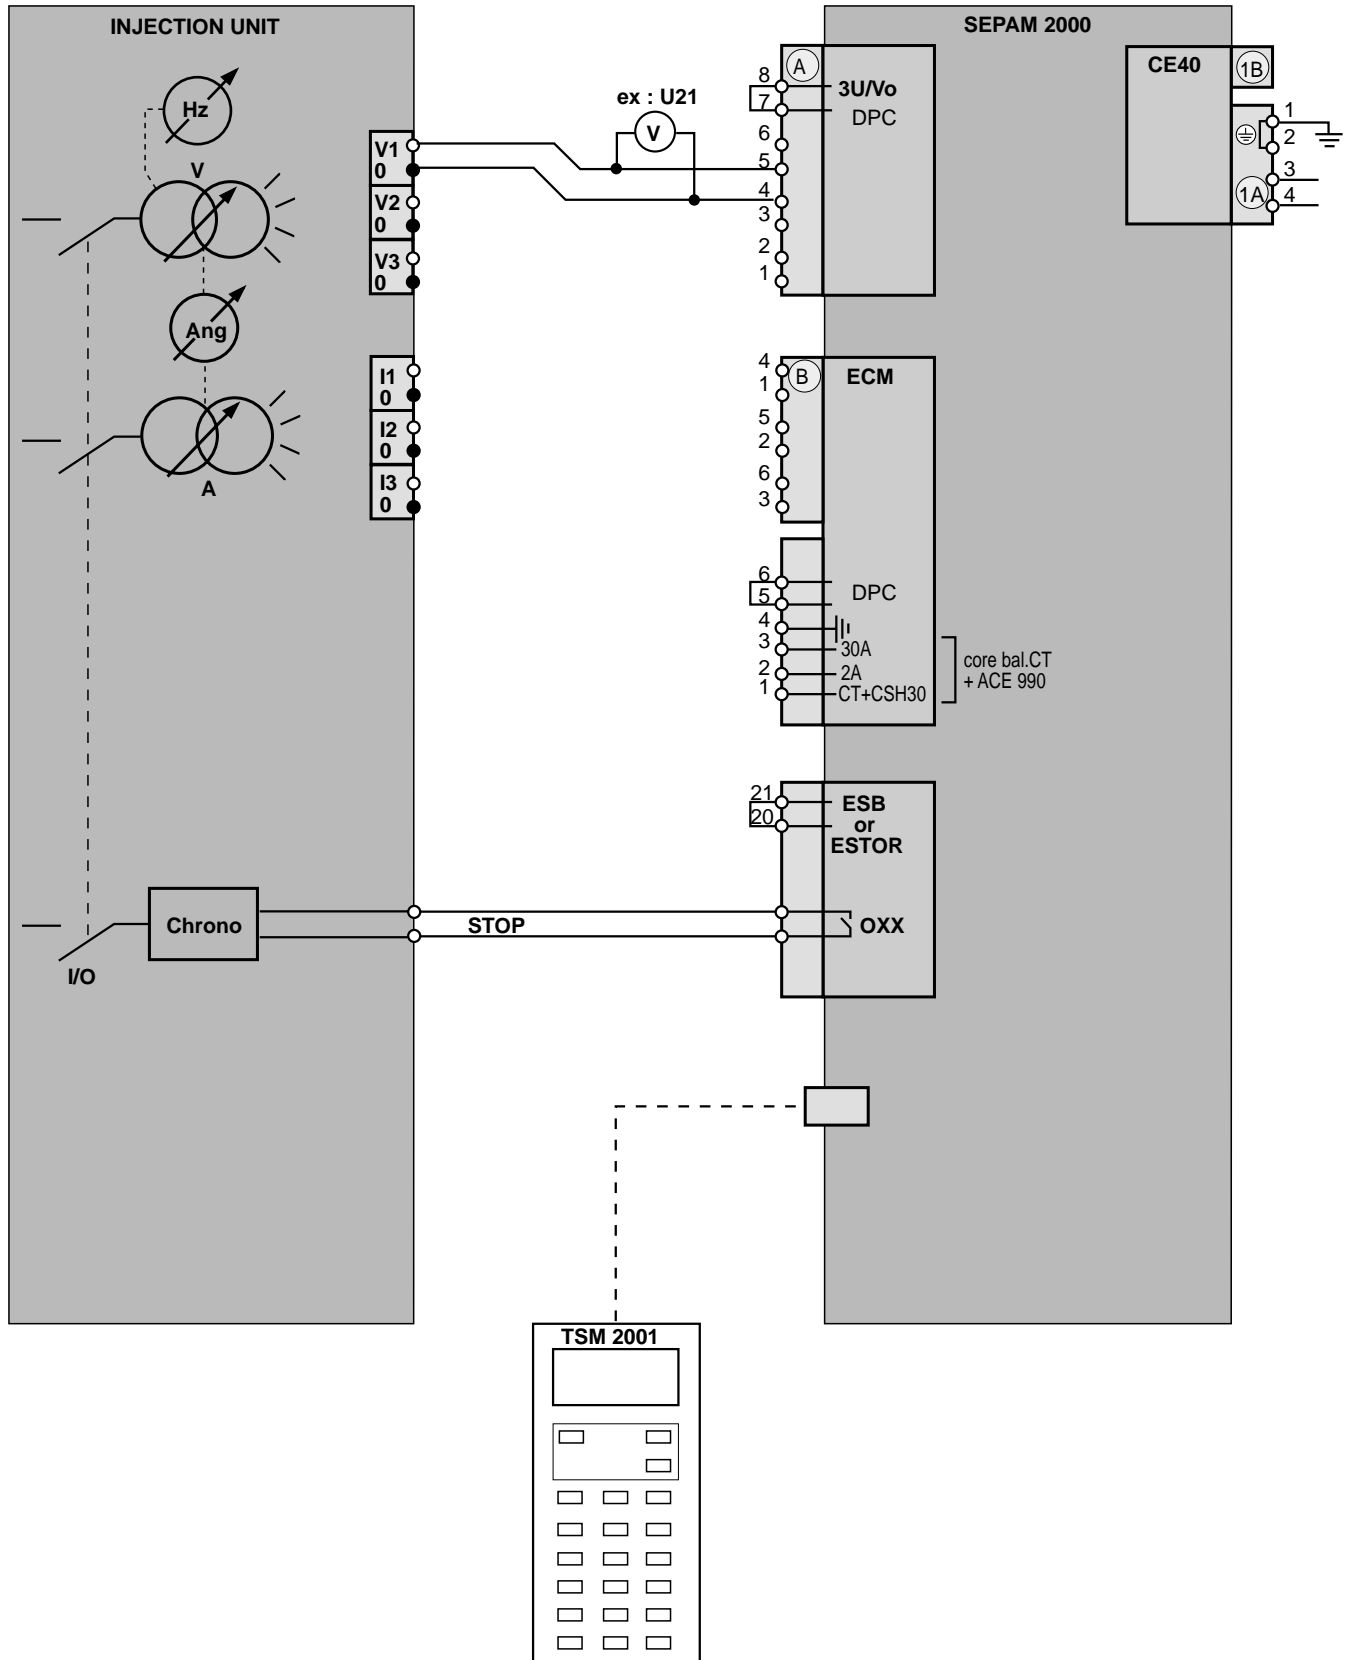 INJECTION UNIT
SEPAM 2000
Hz
V
Ang
A
V1
0
V2
0
V3
0
I1
0
I2
0
I3
0
ex : U21
V
8
7
6
5
4
3
2
1
A
3U/Vo
DPC
CE40
1B
1
2
3
4
1A
4
1
5
2
6
3
B
ECM
6
5
4
3
2
1
DPC
30A
2A
CT+CSH30
core bal.CT
+ ACE 990
21
20
ESB
or
ESTOR
Chrono
I/O
STOP
OXX
TSM 2001